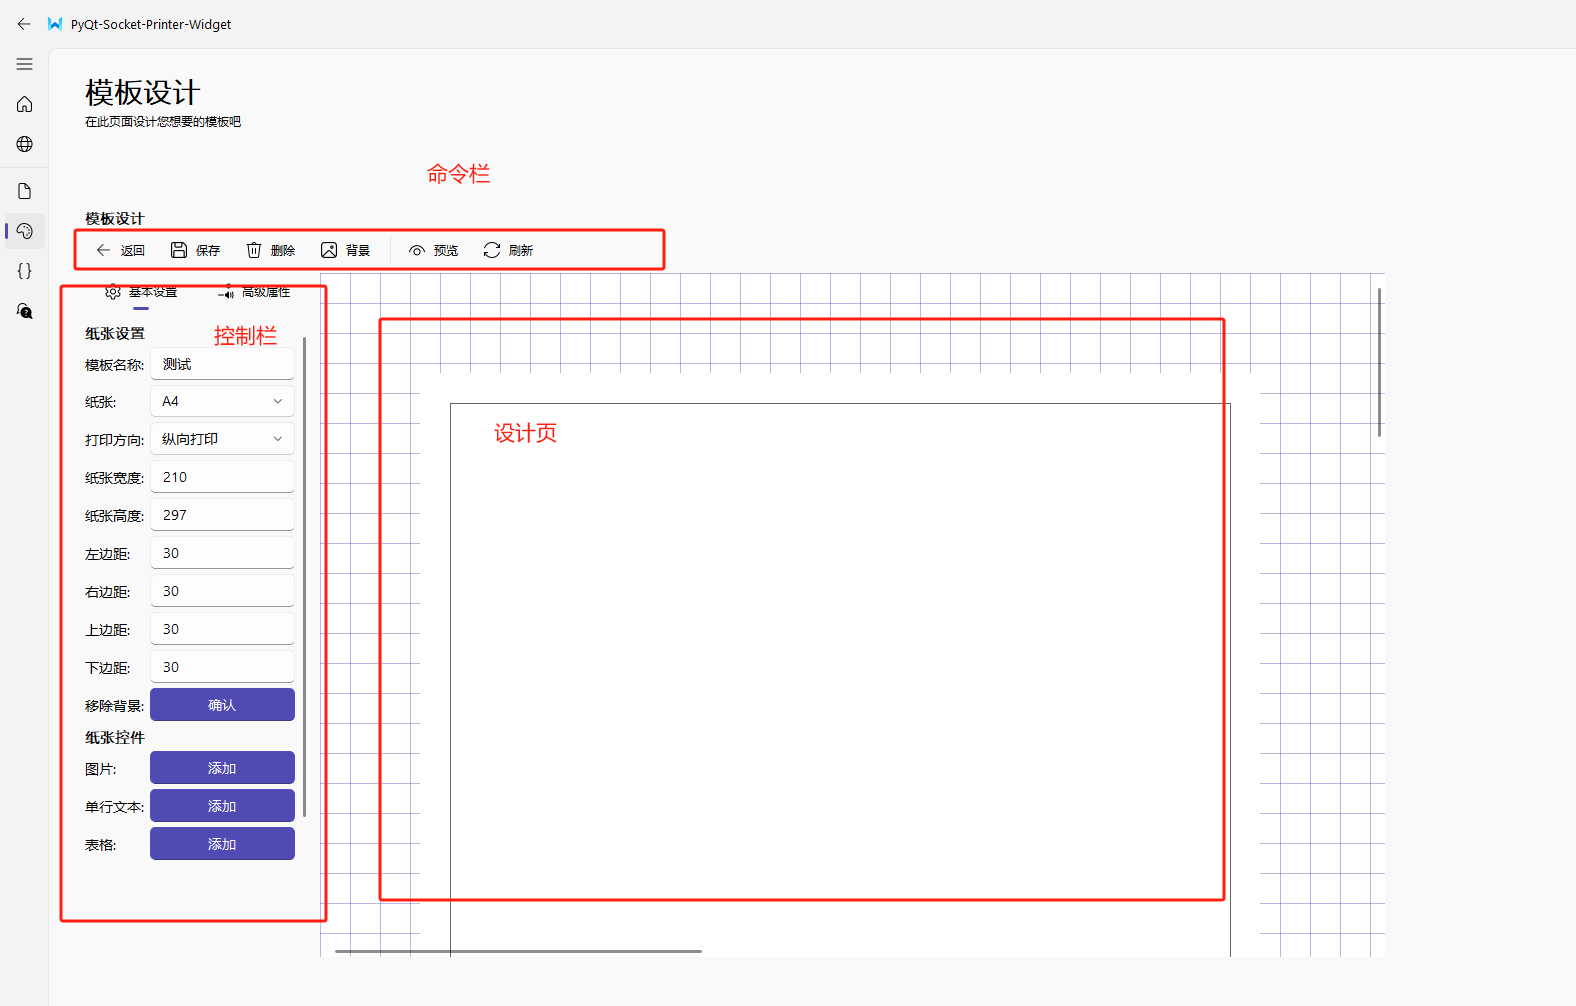 PyQt-Socket-Printer-Widget
模板设计
在此页面设计您想要的模板吧
命令栏
模板设计
返回 保存 删除 背景 预览 刷新
基本设置 高级属性
纸张设置
控制栏
模板名称: 测试
纸张: A4
打印方向: 纵向打印
纸张宽度: 210
纸张高度: 297
左边距: 30
右边距: 30
上边距: 30
下边距: 30
移除背景: 确认
纸张控件
图片: 添加
单行文本: 添加
表格: 添加
设计页